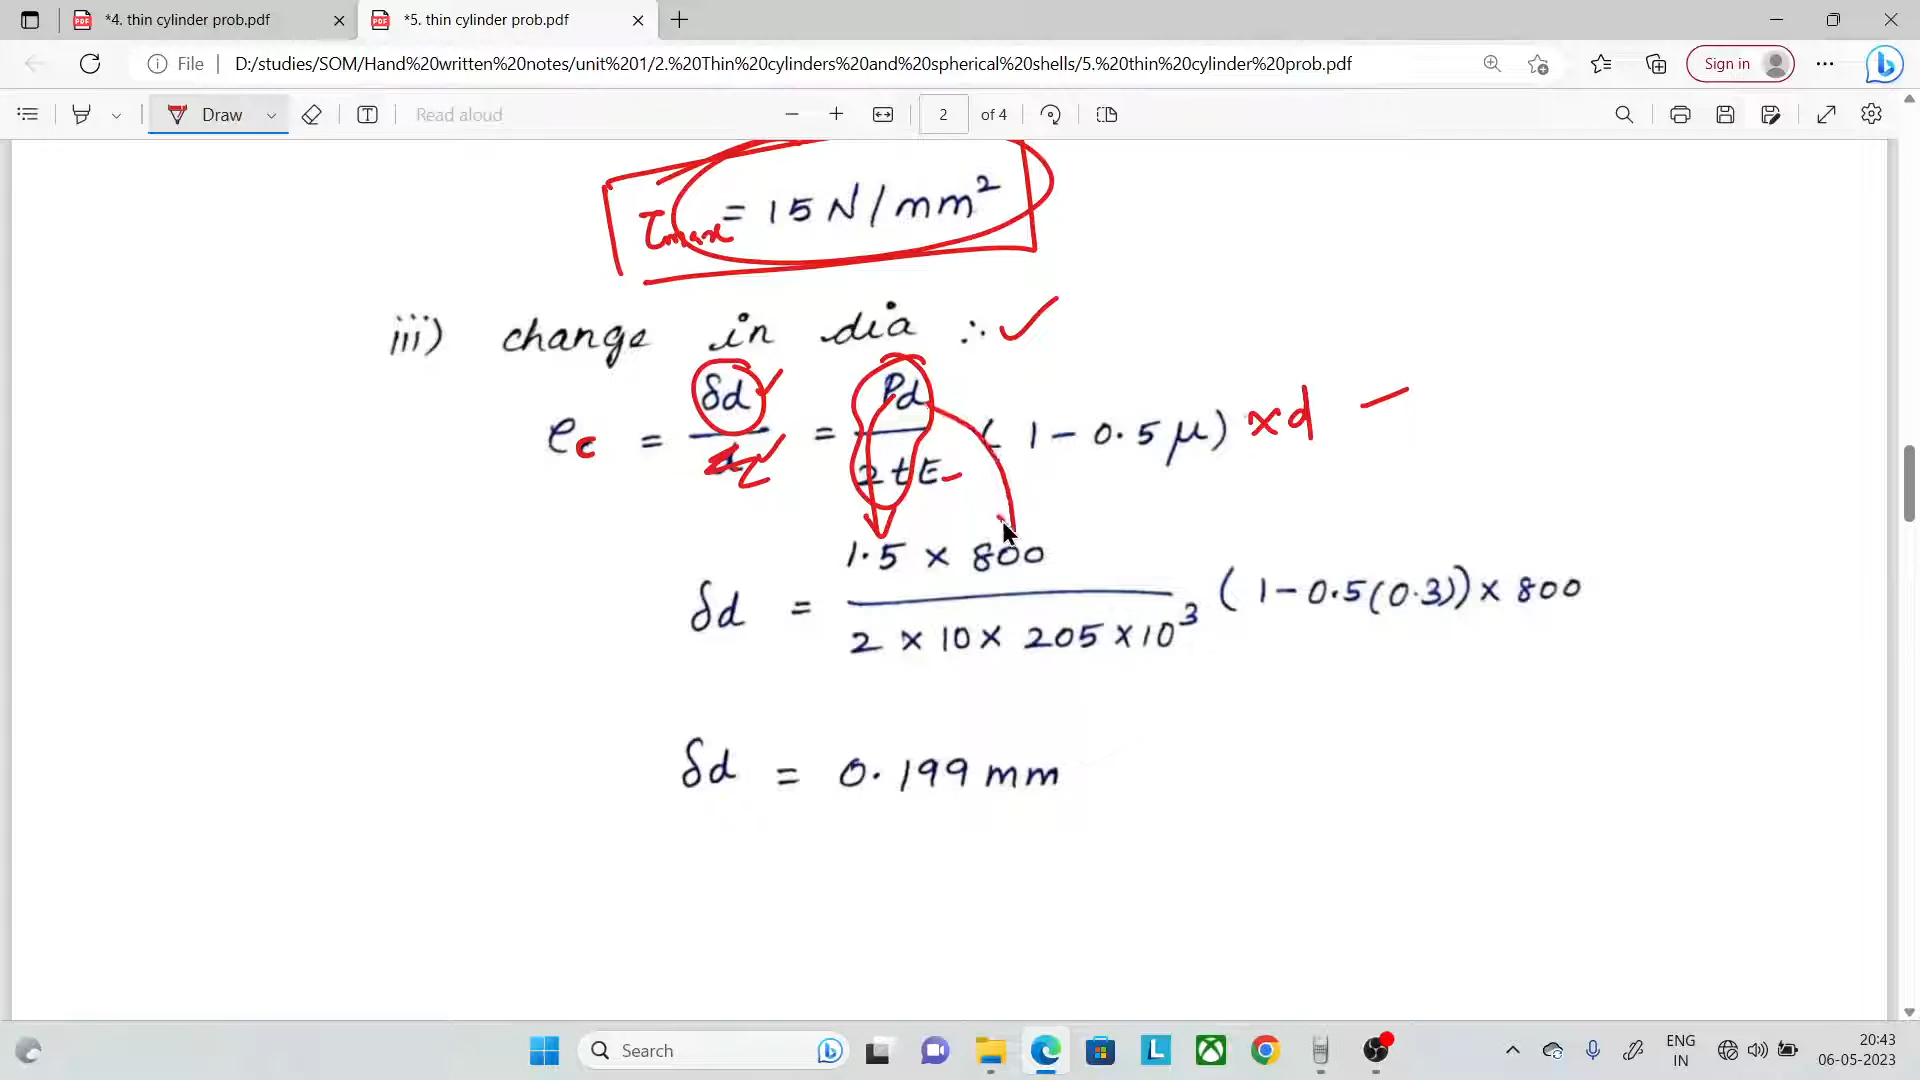 *4. thin cylinder prob.pdf
*5. thin cylinder prob.pdf
File
D:/studies/SOM/Hand%20written%20notes/unit%201/2.%20Thin%20cylinders%20and%20spherical%20shells/5.%20thin%20cylinder%20prob.pdf
Sign in
Draw
Read aloud
2 of 4
τmax = 15 N/mm²
iii) change in dia :- ✓
ec = δd/d = Pd/2tE (1 - 0.5 μ) × d -
δd = 1.5 × 800 / 2 × 10 × 205 × 10³ (1 - 0.5(0.3)) × 800
δd = 0.199 mm
Search
ENG
IN
20:43
06-05-2023